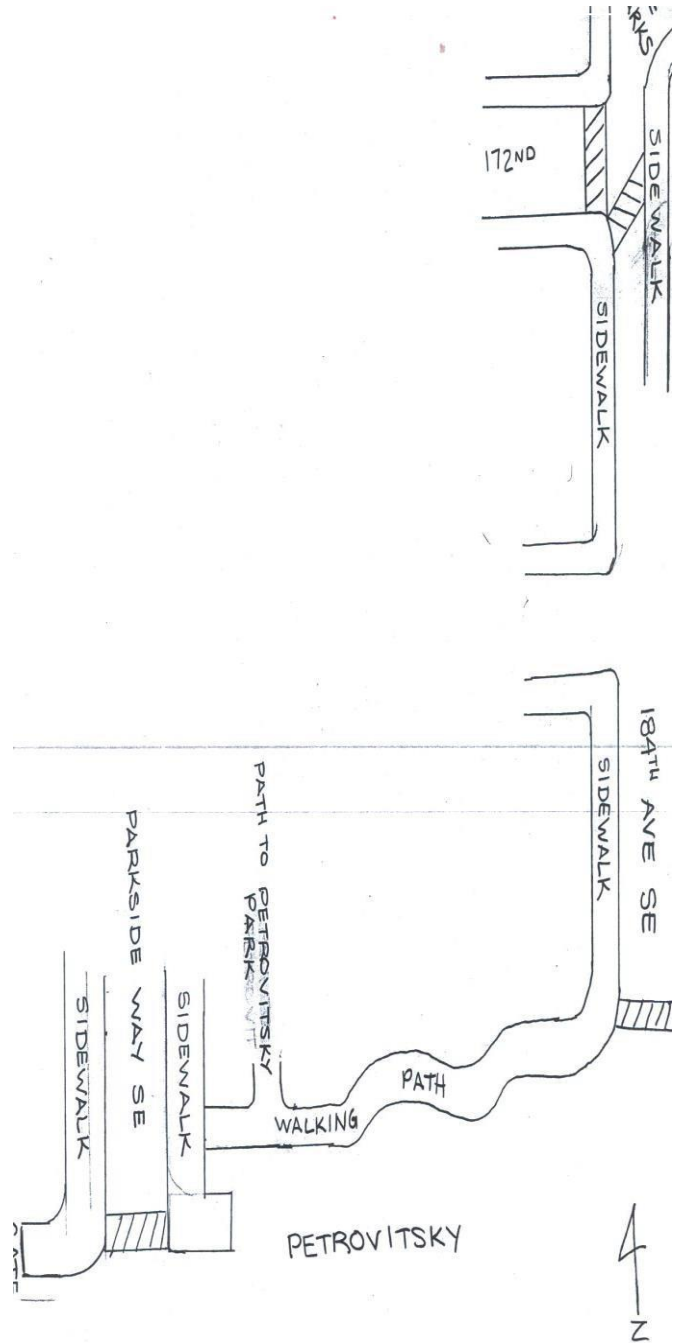 SIDEWALK
172ND
SIDEWALK
184TH AVE SE
SIDEWALK
PATH TO PETROVITSKY
PARK
PARKSIDE WAY SE
SIDEWALK
SIDEWALK
PATH
WALKING
PETROVITSKY
N